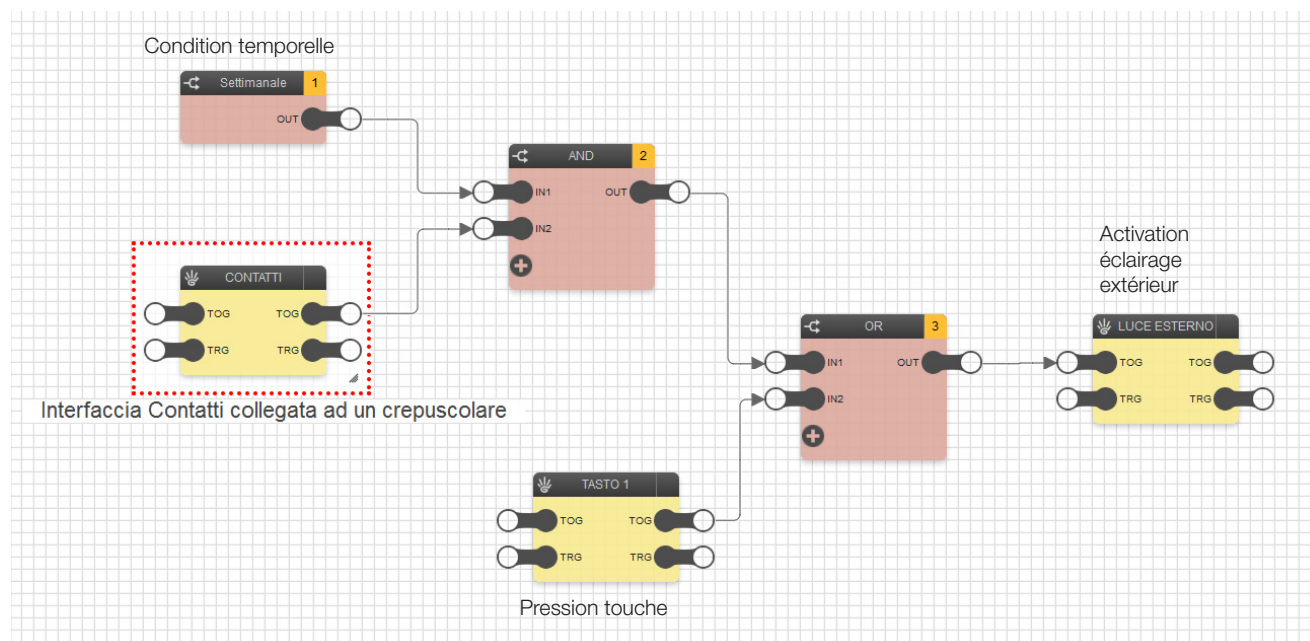 Condition temporelle
Settimanale 1
OUT
AND 2
IN1 OUT
IN2
CONTATTI
TOG TOG
TRG TRG
Interfaccia Contatti collegata ad un crepuscolare
Activation
éclairage
extérieur
OR 3
IN1 OUT
IN2
LUCE ESTERNO
TOG TOG
TRG TRG
TASTO 1
TOG TOG
TRG TRG
Pression touche